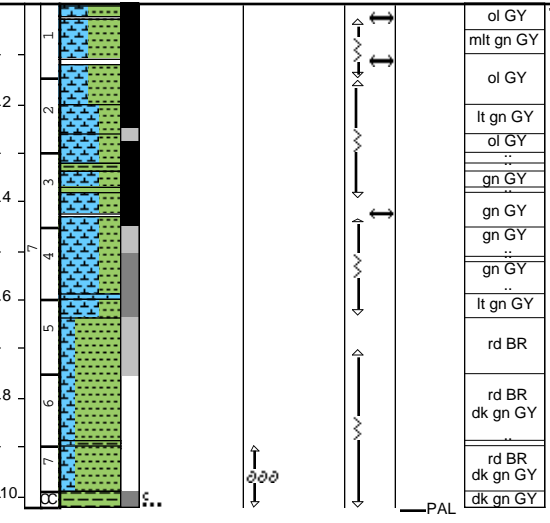 ol GY
1
mlt gn GY
ol GY
.2
2
lt gn GY
ol GY
..
3
gn GY
..
.4
gn GY
gn GY
7
4
..
gn GY
..
.6
lt gn GY
5
rd BR
.8
6
rd BR
dk gn GY
..
7
rd BR
dk gn GY
10
CC
dk gn GY
PAL